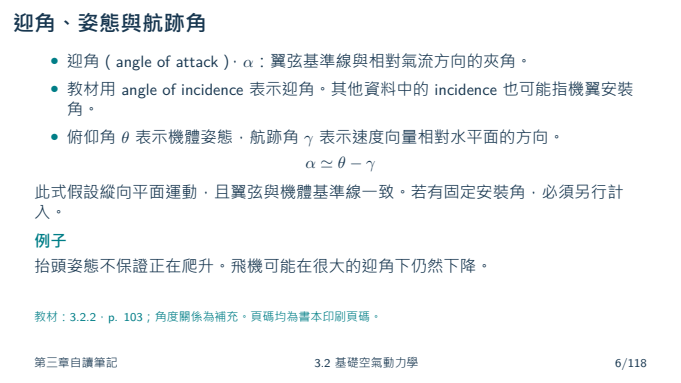 迎角、姿態與航跡角
• 迎角 ( angle of attack )，α：翼弦基準線與相對氣流方向的夾角。
• 教材用 angle of incidence 表示迎角。其他資料中的 incidence 也可能指機翼安裝
角。
• 俯仰角 θ 表示機體姿態，航跡角 γ 表示速度向量相對水平面的方向。
α ≃ θ − γ
此式假設縱向平面運動，且翼弦與機體基準線一致。若有固定安裝角，必須另行計
入。
例子
抬頭姿態不保證正在爬升。飛機可能在很大的迎角下仍然下降。
教材：3.2.2，p. 103；角度關係為補充。頁碼均為書本印刷頁碼。
第三章自讀筆記
3.2 基礎空氣動力學
6/118